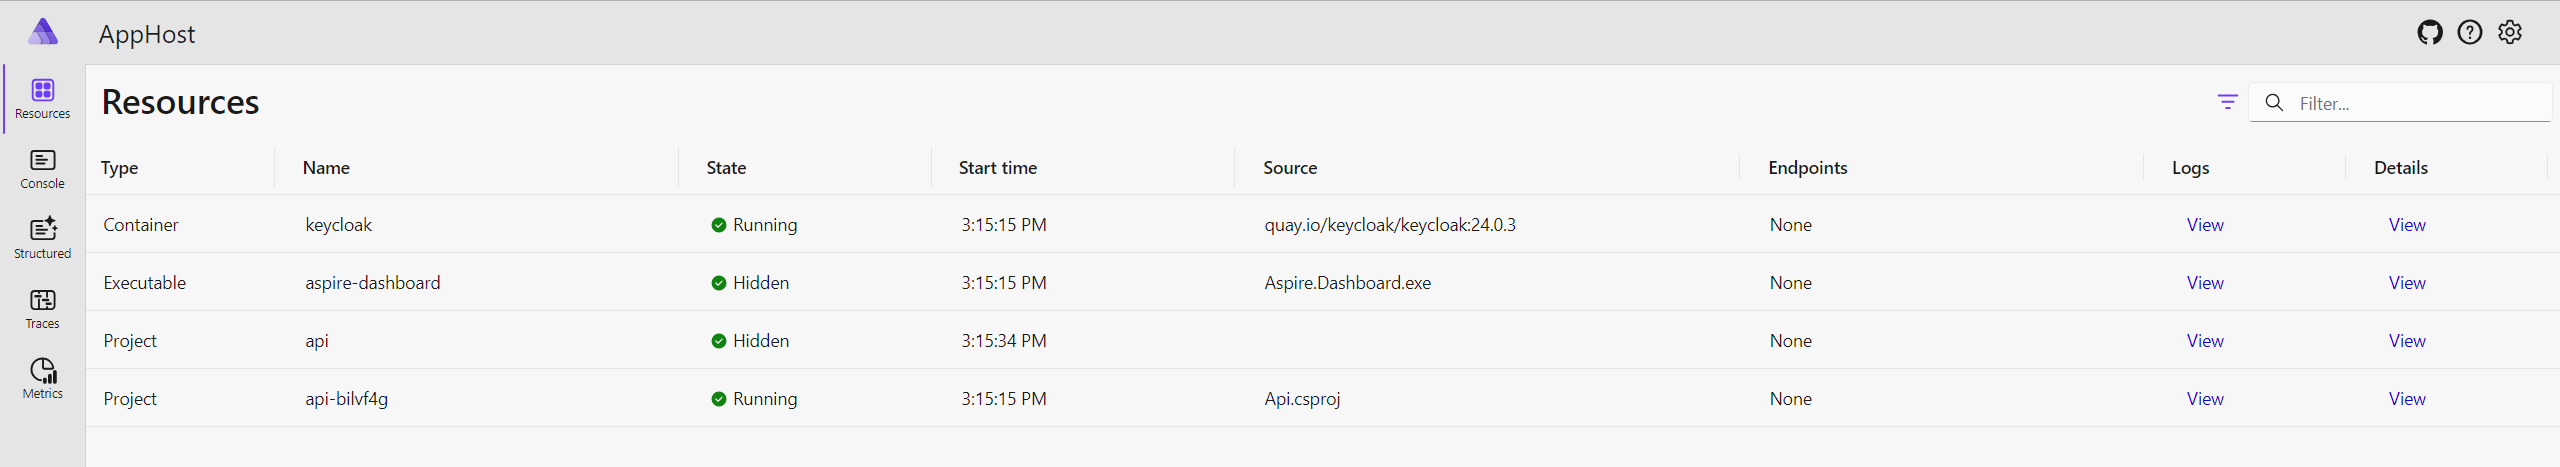 AppHost
Resources
Resources
Filter...
Type Name State Start time Source Endpoints Logs Details
Console
Container keycloak Running 3:15:15 PM quay.io/keycloak/keycloak:24.0.3 None View View
Structured
Executable aspire-dashboard Hidden 3:15:15 PM Aspire.Dashboard.exe None View View
Traces
Project api Hidden 3:15:34 PM None View View
Metrics
Project api-bilvf4g Running 3:15:15 PM Api.csproj None View View